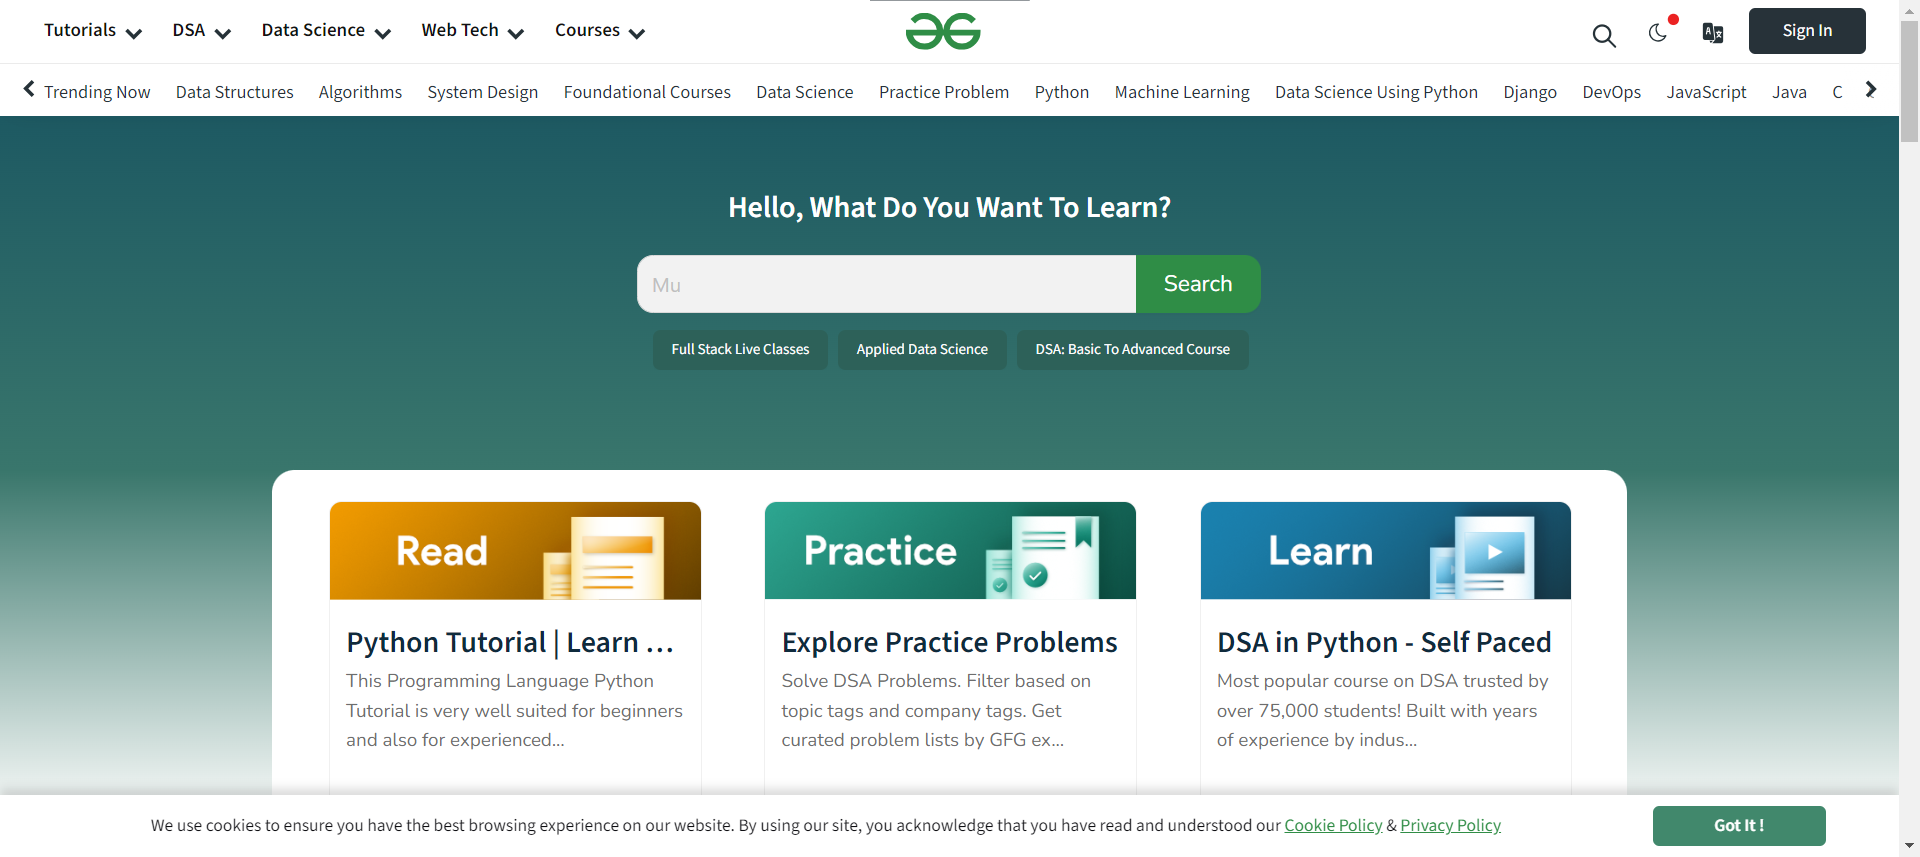 Tutorials DSA Data Science Web Tech Courses Sign In
Trending Now Data Structures Algorithms System Design Foundational Courses Data Science Practice Problem Python Machine Learning Data Science Using Python Django DevOps JavaScript Java C
Hello, What Do You Want To Learn?
Mu Search
Full Stack Live Classes Applied Data Science DSA: Basic To Advanced Course
Read
Python Tutorial | Learn ...
This Programming Language Python
Tutorial is very well suited for beginners
and also for experienced...
Practice
Explore Practice Problems
Solve DSA Problems. Filter based on
topic tags and company tags. Get
curated problem lists by GFG ex...
Learn
DSA in Python - Self Paced
Most popular course on DSA trusted by
over 75,000 students! Built with years
of experience by indus...
We use cookies to ensure you have the best browsing experience on our website. By using our site, you acknowledge that you have read and understood our Cookie Policy & Privacy Policy Got It !